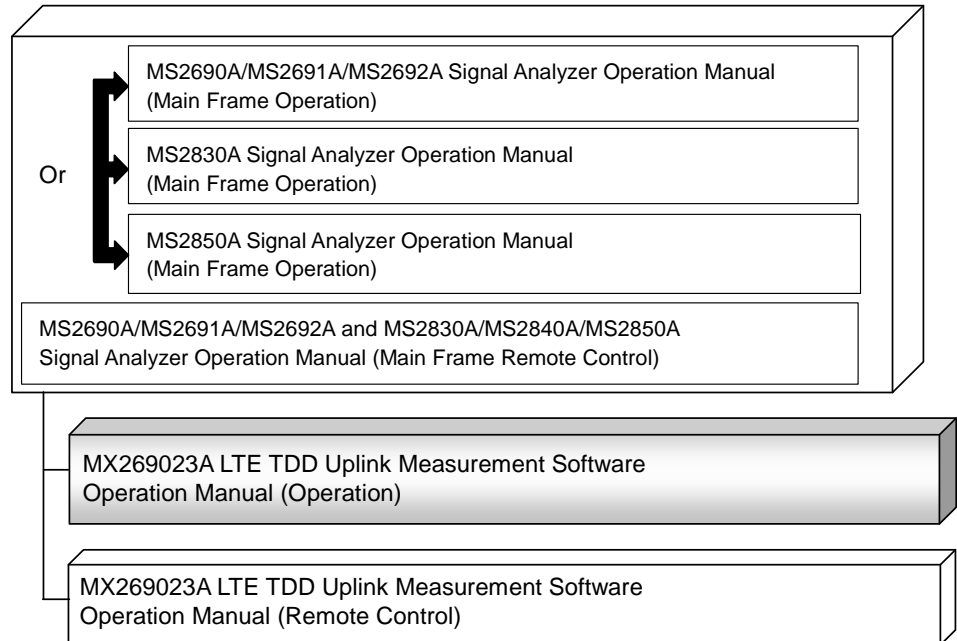 MS2690A/MS2691A/MS2692A Signal Analyzer Operation Manual
(Main Frame Operation)
Or
MS2830A Signal Analyzer Operation Manual
(Main Frame Operation)
MS2850A Signal Analyzer Operation Manual
(Main Frame Operation)
MS2690A/MS2691A/MS2692A and MS2830A/MS2840A/MS2850A
Signal Analyzer Operation Manual (Main Frame Remote Control)
MX269023A LTE TDD Uplink Measurement Software
Operation Manual (Operation)
MX269023A LTE TDD Uplink Measurement Software
Operation Manual (Remote Control)